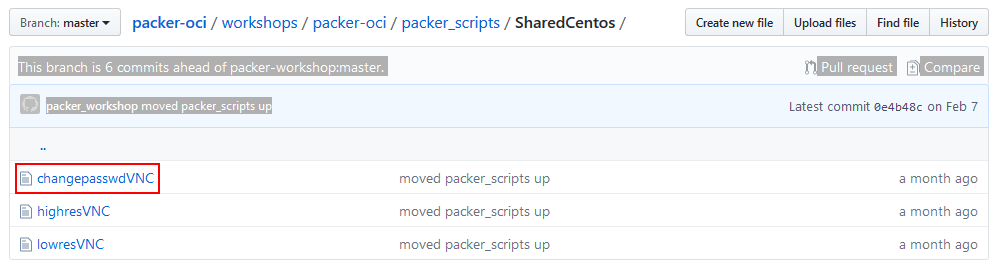 Branch: master packer-oci / workshops / packer-oci / packer_scripts / SharedCentos / Create new file Upload files Find file History
This branch is 6 commits ahead of packer-workshop:master. Pull request Compare
packer_workshop moved packer_scripts up Latest commit 0e4b48c on Feb 7
..
changepasswdVNC moved packer_scripts up a month ago
highresVNC moved packer_scripts up a month ago
lowresVNC moved packer_scripts up a month ago